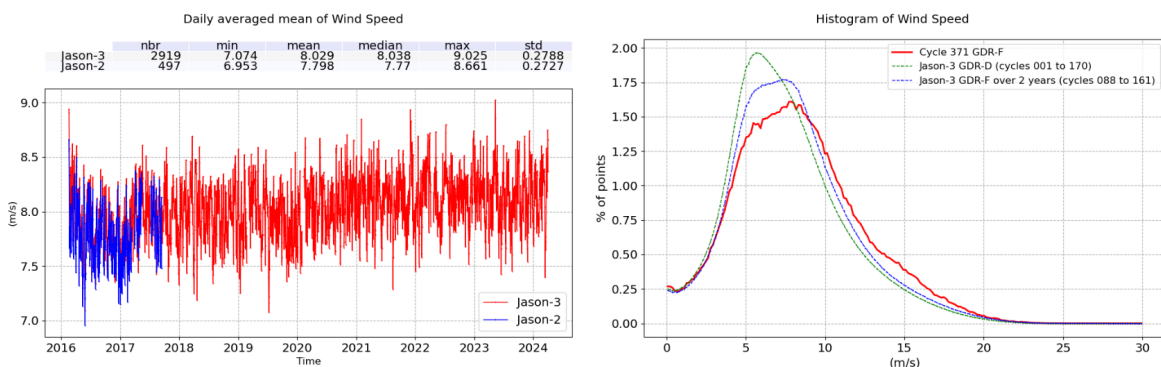 Daily averaged mean of Wind Speed
nbr min mean median max std
Jason-3 2919 7.074 8.029 8.038 9.025 0.2788
Jason-2 497 6.953 7.798 7.77 8.661 0.2727
9.0
8.5
8.0
7.5
7.0
(m/s)
2016 2017 2018 2019 2020 2021 2022 2023 2024
Time
Jason-3
Jason-2
Histogram of Wind Speed
2.00
1.75
1.50
1.25
1.00
0.75
0.50
0.25
0.00
% of points
0 5 10 15 20 25 30
(m/s)
Cycle 371 GDR-F
Jason-3 GDR-D (cycles 001 to 170)
Jason-3 GDR-F over 2 years (cycles 088 to 161)